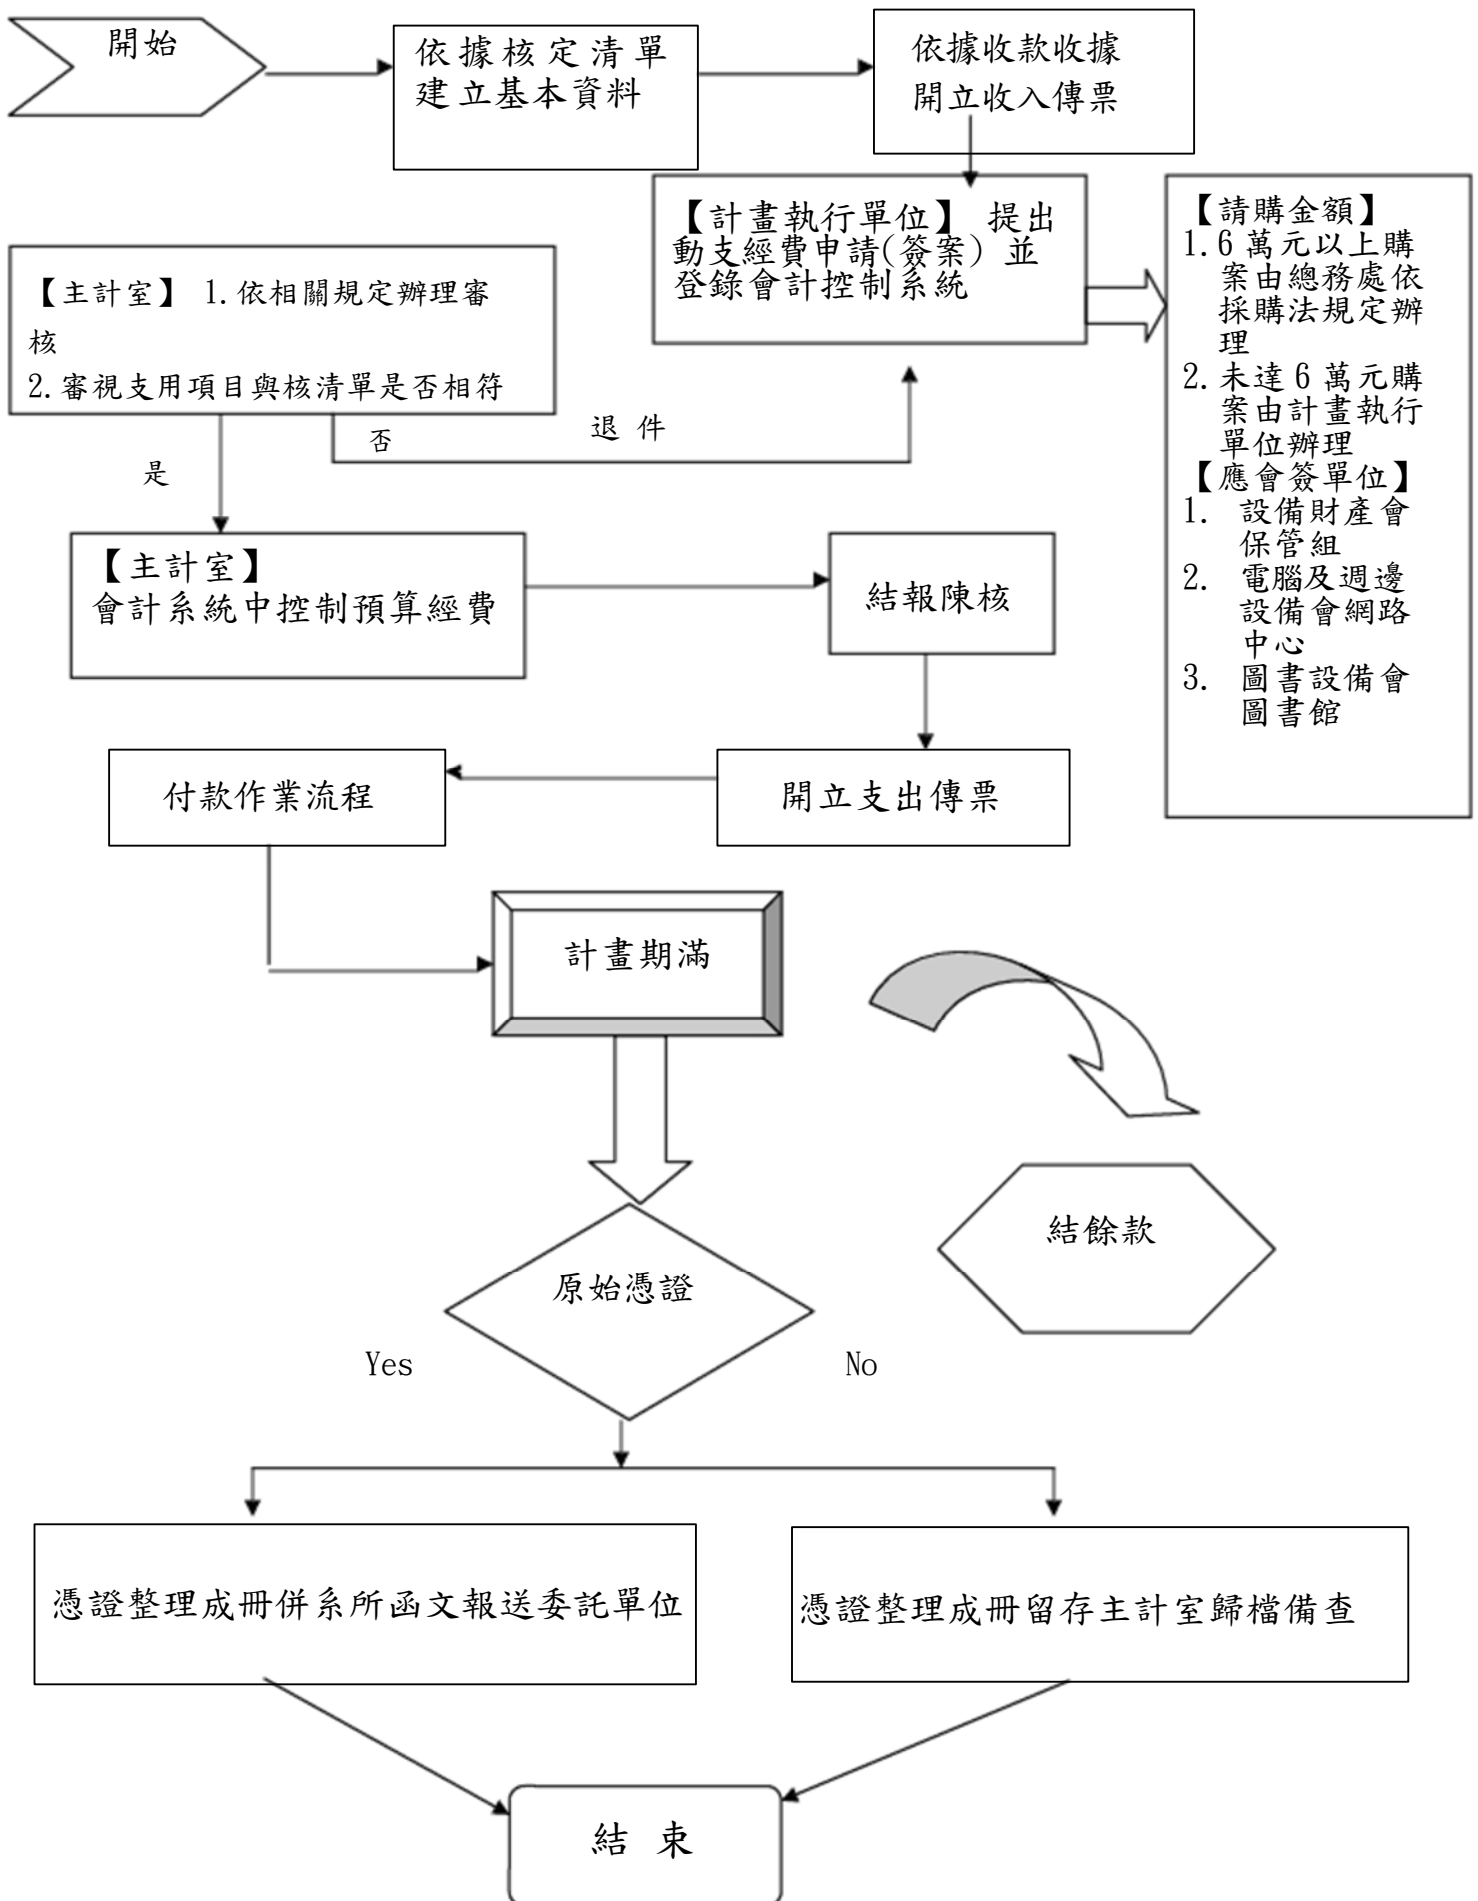 開始
依據核定清單
建立基本資料
依據收款收據
開立收入傳票
【計畫執行單位】 提出
動支經費申請(簽案) 並
登錄會計控制系統
【請購金額】
1.6 萬元以上購
案由總務處依
採購法規定辦
理
2.未達 6 萬元購
案由計畫執行
單位辦理
【應會簽單位】
1. 設備財產會
保管組
2. 電腦及週邊
設備會網路
中心
3. 圖書設備會
圖書館
【主計室】 1.依相關規定辦理審
核
2.審視支用項目與核清單是否相符
否
退 件
是
【主計室】
會計系統中控制預算經費
結報陳核
付款作業流程
開立支出傳票
計畫期滿
結餘款
原始憑證
Yes
No
憑證整理成冊併系所函文報送委託單位
憑證整理成冊留存主計室歸檔備查
結 束